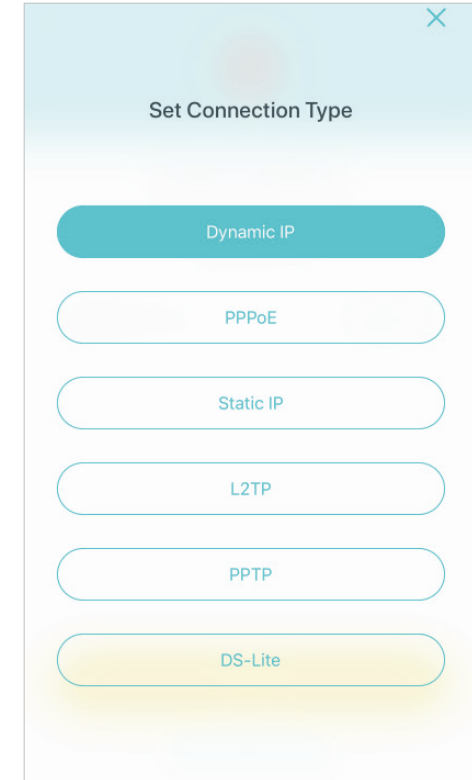 Set Connection Type
Dynamic IP
PPPoE
Static IP
L2TP
PPTP
DS-Lite